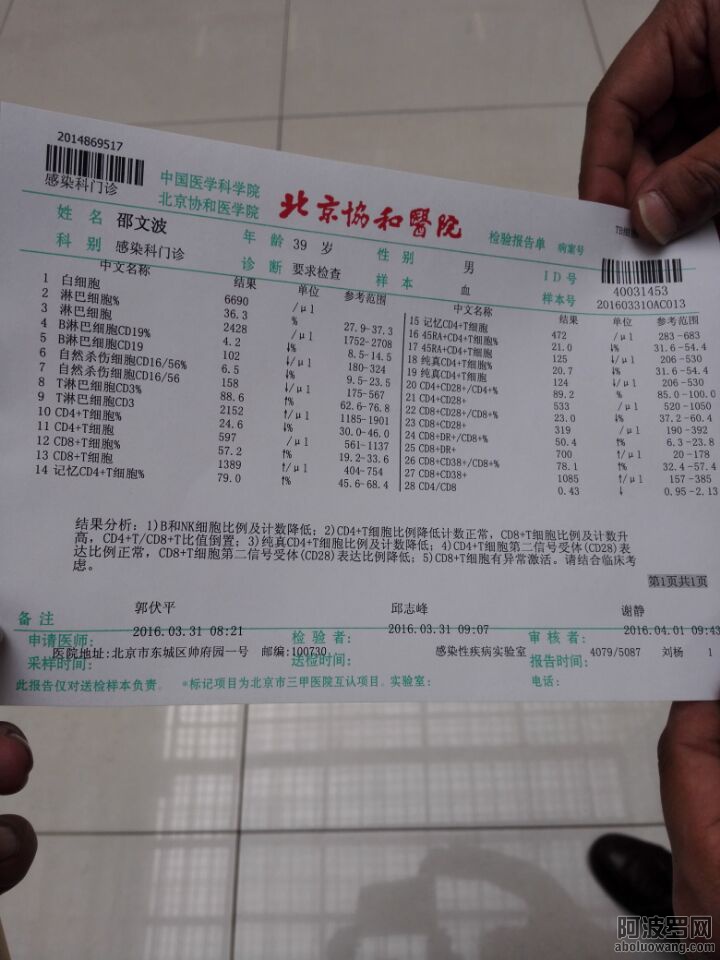 2014869517
感染科门诊
中国医学科学院
北京协和医学院
北京協和醫院
检验报告单 病案号
姓 名 邵文波
年 龄 39 岁
性 别 男
ID号 40031453
科 别 感染科门诊
诊 断 要求检查
样 本 血
样本号 20160331OAC013
中文名称 结果 单位 参考范围
1 白细胞 6690 /μl
2 淋巴细胞% 36.3 27.9-37.3
3 淋巴细胞 2428 /μl 1752-2708
4 B淋巴细胞CD19% 4.2 ↓% 8.5-14.5
5 B淋巴细胞CD19 102 ↓/μl 180-324
6 自然杀伤细胞CD16/56% 6.5 ↓% 9.5-23.5
7 自然杀伤细胞CD16/56 158 ↓/μl 175-567
8 T淋巴细胞CD3% 88.6 ↑% 62.6-76.8
9 T淋巴细胞CD3 2152 ↑/μl 1185-1901
10 CD4+T细胞% 24.6 ↓% 30.0-46.0
11 CD4+T细胞 597 /μl 561-1137
12 CD8+T细胞% 57.2 ↑% 19.2-33.6
13 CD8+T细胞 1389 ↑/μl 404-754
14 记忆CD4+T细胞% 79.0 ↑% 45.6-68.4
中文名称 结果 单位 参考范围
15 记忆CD4+T细胞 472 /μl 283-683
16 45RA+CD4+T细胞% 21.0 ↓% 31.6-54.4
17 45RA+CD4+T细胞 125 ↓/μl 206-530
18 纯真CD4+T细胞% 20.7 ↓% 31.6-54.4
19 纯真CD4+T细胞 124 ↓/μl 206-530
20 CD4+CD28+/CD4+% 89.2 % 85.0-100.0
21 CD4+CD28+ 533 /μl 520-1050
22 CD8+CD28+/CD8+% 23.0 ↓% 37.2-60.4
23 CD8+CD28+ 319 /μl 190-392
24 CD8+DR+/CD8+% 50.4 ↑% 6.3-23.8
25 CD8+DR+ 700 ↑/μl 20-178
26 CD8+CD38+/CD8+% 78.1 ↑% 32.4-57.4
27 CD8+CD38+ 1085 ↑/μl 157-385
28 CD4/CD8 0.43 ↓ 0.95-2.13
结果分析：1)B和NK细胞比例及计数降低；2)CD4+T细胞比例降低计数正常，CD8+T细胞比例及计数升
高，CD4+T/CD8+T比值倒置；3)纯真CD4+T细胞比例及计数降低；4)CD4+T细胞第二信号受体(CD28)表
达比例正常，CD8+T细胞第二信号受体(CD28)表达比例降低；5)CD8+T细胞有异常激活。请结合临床考
虑。
第1页共1页
备 注
郭伏平 邱志峰 谢静
申请医师： 2016.03.31 08:21 检 验 者： 2016.03.31 09:07 审 核 者： 2016.04.01 09:43
医院地址:北京市东城区帅府园一号 邮编:100730 感染性疾病实验室 4079/5087 刘杨 1
采样时间： 送检时间： 报告时间：
此报告仅对送检样本负责。 *标记项目为北京市三甲医院互认项目。实验室： 电话：
阿波罗网
aboluowang.com